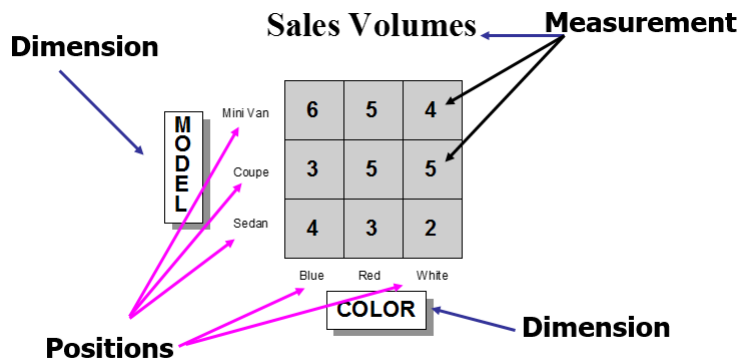 Sales Volumes
Measurement
Dimension
Mini Van 6 5 4
MODEL
Coupe 3 5 5
Sedan 4 3 2
Blue Red White
COLOR
Dimension
Positions